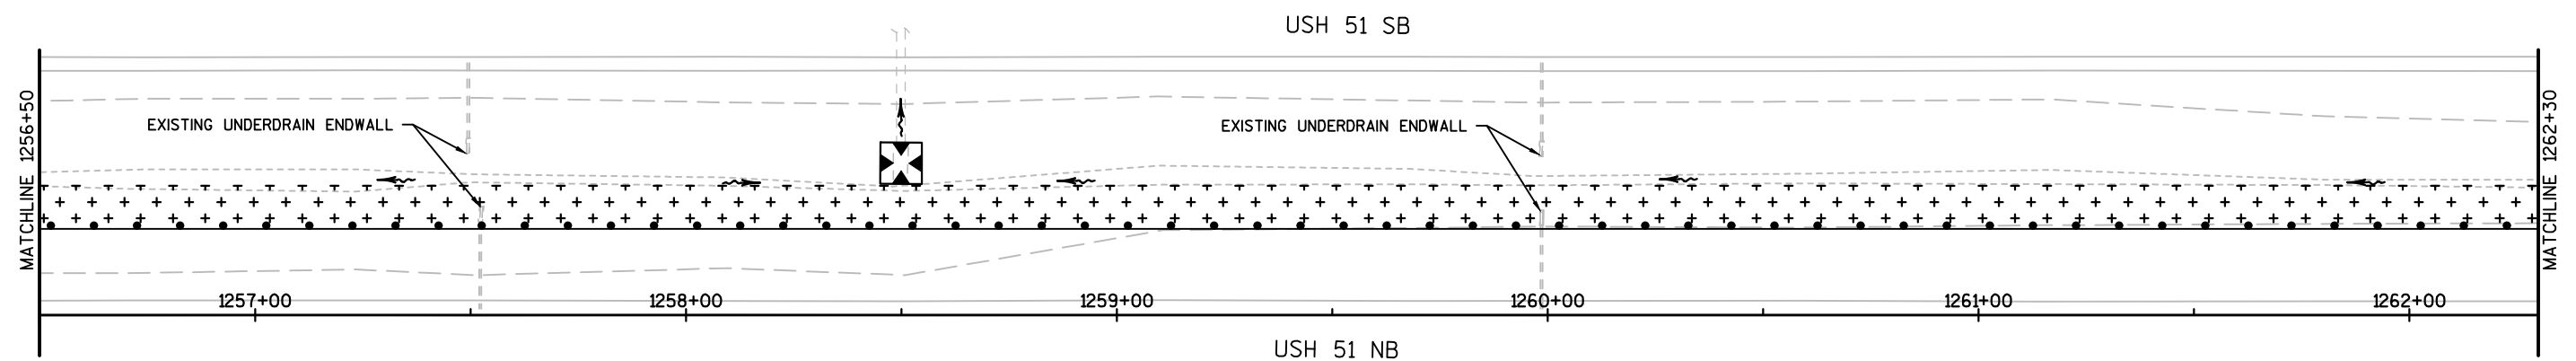 USH 51 SB
MATCHLINE 1256+50
EXISTING UNDERDRAIN ENDWALL
EXISTING UNDERDRAIN ENDWALL
MATCHLINE 1262+30
1257+00
1258+00
1259+00
1260+00
1261+00
1262+00
USH 51 NB